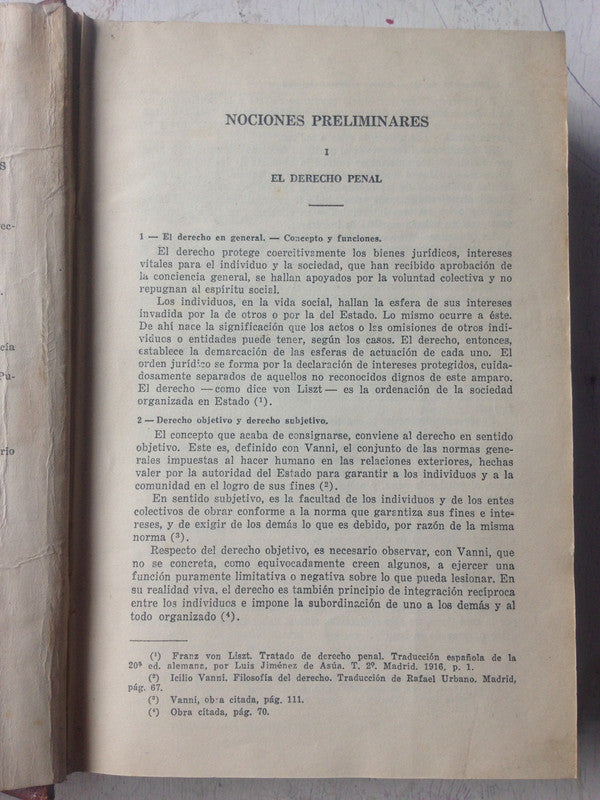 S
ec-
cía
Pú-
rio
NOCIONES PRELIMINARES
I
EL DERECHO PENAL
1 — El derecho en general. — Concepto y funciones.
El derecho protege coercitivamente los bienes jurídicos, intereses
vitales para el individuo y la sociedad, que han recibido aprobación de
la conciencia general, se hallan apoyados por la voluntad colectiva y no
repugnan al espíritu social.
Los individuos, en la vida social, hallan la esfera de sus intereses
invadida por la de otros o por la del Estado. Lo mismo ocurre a éste.
De ahí nace la significación que los actos o las omisiones de otros indi-
viduos o entidades puede tener, según los casos. El derecho, entonces,
establece la demarcación de las esferas de actuación de cada uno. El
orden jurídico se forma por la declaración de intereses protegidos, cuida-
dosamente separados de aquellos no reconocidos dignos de este amparo.
El derecho —como dice von Liszt— es la ordenación de la sociedad
organizada en Estado (¹).
2 — Derecho objetivo y derecho subjetivo.
El concepto que acaba de consignarse, conviene al derecho en sentido
objetivo. Este es, definido con Vanni, el conjunto de las normas gene-
rales impuestas al hacer humano en las relaciones exteriores, hechas
valer por la autoridad del Estado para garantir a los individuos y a la
comunidad en el logro de sus fines (²).
En sentido subjetivo, es la facultad de los individuos y de los entes
colectivos de obrar conforme a la norma que garantiza sus fines e inte-
reses, y de exigir de los demás lo que es debido, por razón de la misma
norma (³).
Respecto del derecho objetivo, es necesario observar, con Vanni, que
no se concreta, como equivocadamente creen algunos, a ejercer una
función puramente limitativa o negativa sobre lo que pueda lesionar. En
su realidad viva, el derecho es también principio de integración recíproca
entre los individuos e impone la subordinación de uno a los demás y al
todo organizado (⁴).
(¹) Franz von Liszt. Tratado de derecho penal. Traducción española de la
20ª ed. alemana, por Luis Jiménez de Asúa. T. 2º. Madrid. 1916, p. 1.
(²) Icilio Vanni. Filosofía del derecho. Traducción de Rafael Urbano. Madrid,
pág. 67.
(³) Vanni, obra citada, pág. 111.
(⁴) Obra citada, pág. 70.